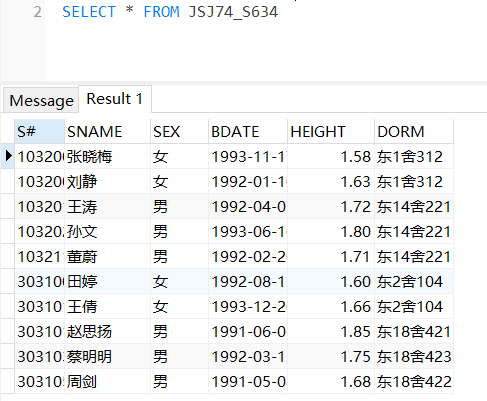 2 SELECT * FROM JSJ74_S634
Message Result 1
S# SNAME SEX BDATE HEIGHT DORM
10320 张晓梅 女 1993-11-1 1.58 东1舍312
10320 刘静 女 1992-01-1 1.63 东1舍312
10320 王涛 男 1992-04-0 1.72 东14舍221
10320 孙文 男 1993-06-1 1.80 东14舍221
10321 董蔚 男 1992-02-2 1.71 东14舍221
30310 田婷 女 1992-08-1 1.60 东2舍104
30310 王倩 女 1993-12-2 1.66 东2舍104
30310 赵思扬 男 1991-06-0 1.85 东18舍421
30310 蔡明明 男 1992-03-1 1.75 东18舍423
30310 周剑 男 1991-05-0 1.68 东18舍422